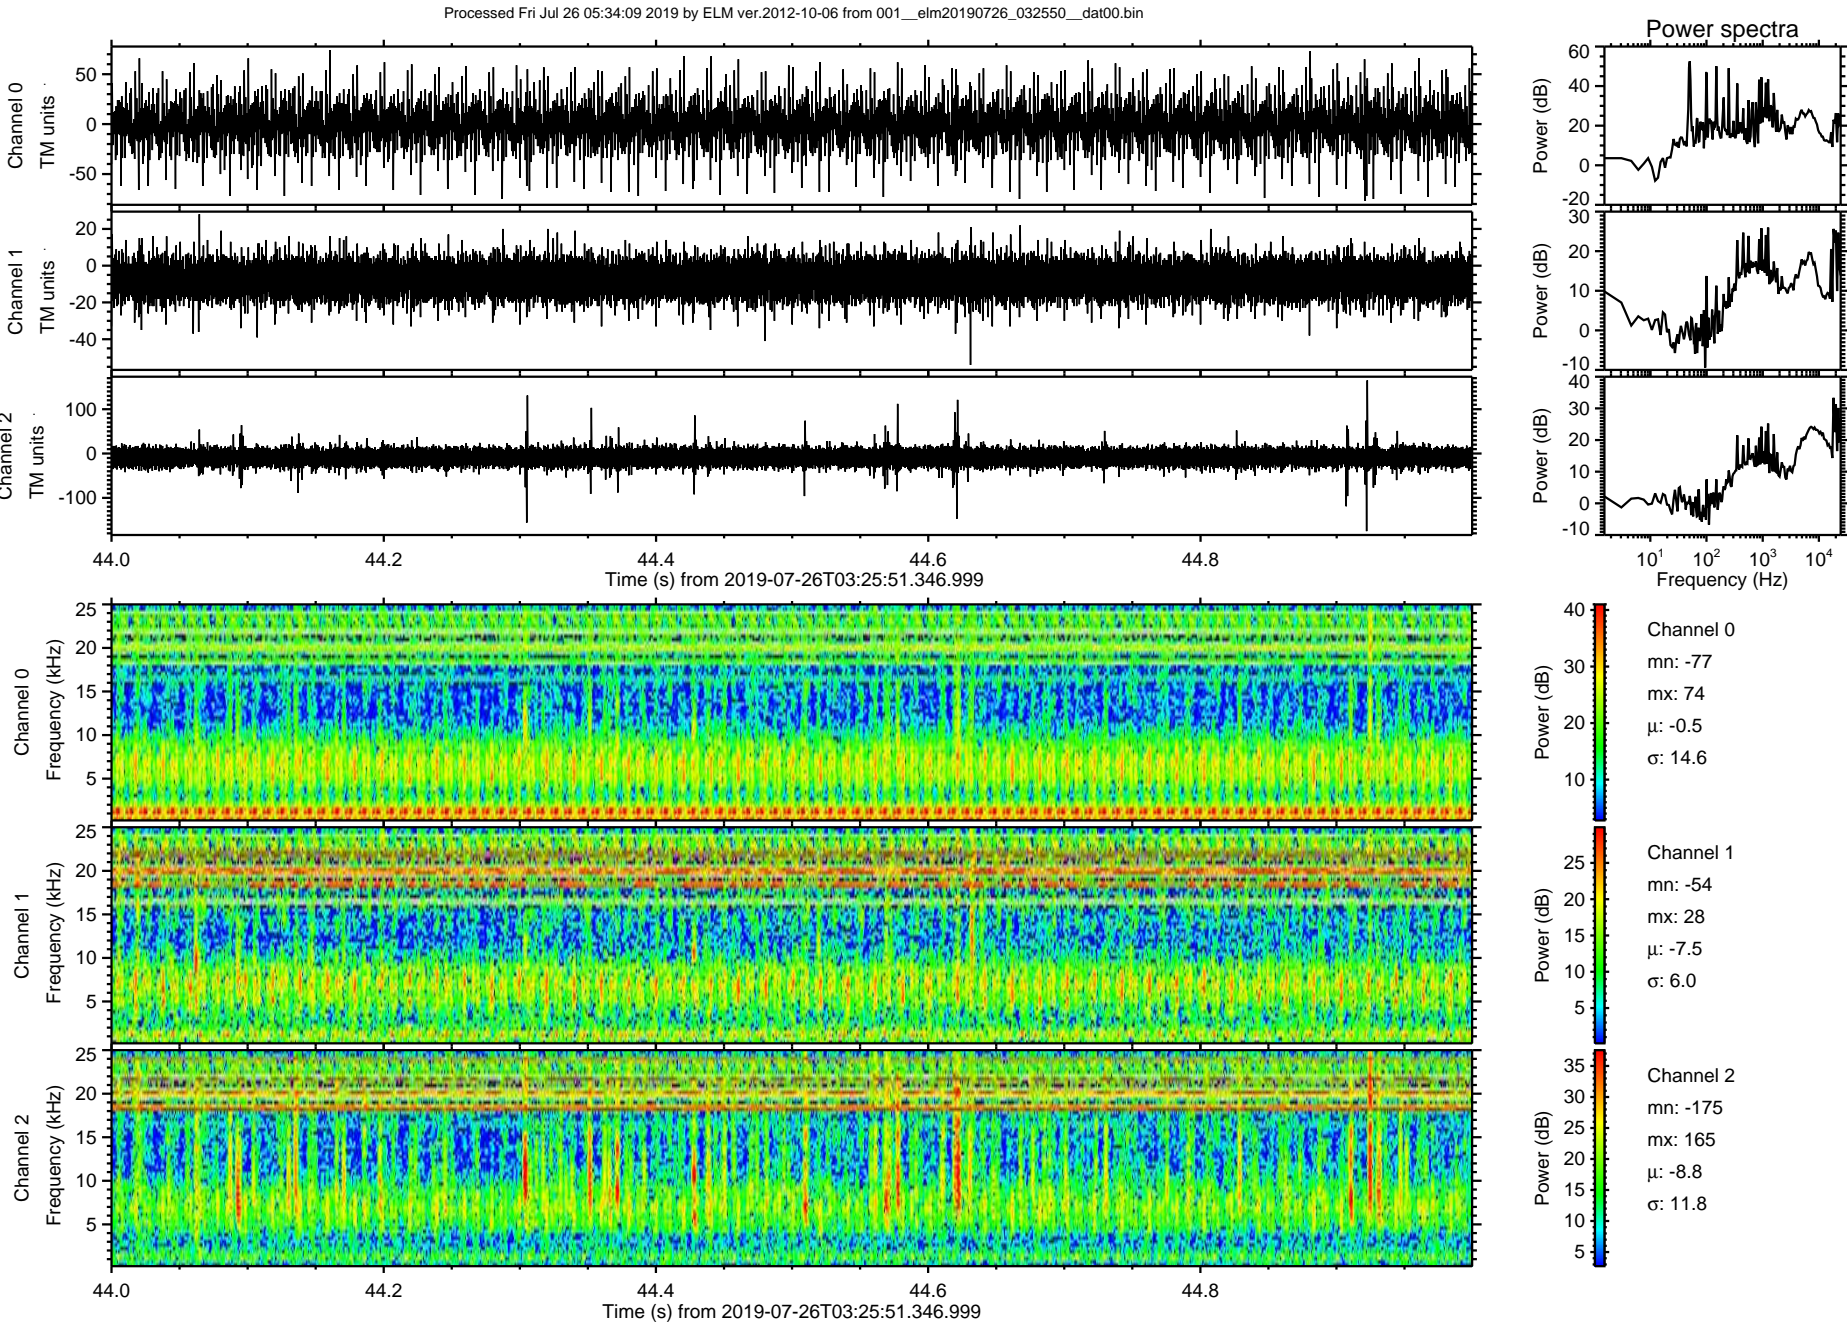 Processed Fri Jul 26 05:34:09 2019 by ELM ver.2012-10-06 from 001__elm20190726_032550__dat00.bin
Power spectra
Channel 0
TM units
50
0
-50
Power (dB)
60
40
20
0
-20
Channel 1
TM units
20
0
-20
-40
Power (dB)
30
20
10
0
-10
Channel 2
TM units
100
0
-100
Power (dB)
40
30
20
10
0
-10
44.0 44.2 44.4 44.6 44.8
Time (s) from 2019-07-26T03:25:51.346.999
10^1 10^2 10^3 10^4
Frequency (Hz)
Channel 0
Frequency (kHz)
25
20
15
10
5
Power (dB)
40
30
20
10
Channel 0
mn: -77
mx: 74
μ: -0.5
σ: 14.6
Channel 1
Frequency (kHz)
25
20
15
10
5
Power (dB)
25
20
15
10
5
Channel 1
mn: -54
mx: 28
μ: -7.5
σ: 6.0
Channel 2
Frequency (kHz)
25
20
15
10
5
Power (dB)
35
30
25
20
15
10
5
Channel 2
mn: -175
mx: 165
μ: -8.8
σ: 11.8
44.0 44.2 44.4 44.6 44.8
Time (s) from 2019-07-26T03:25:51.346.999